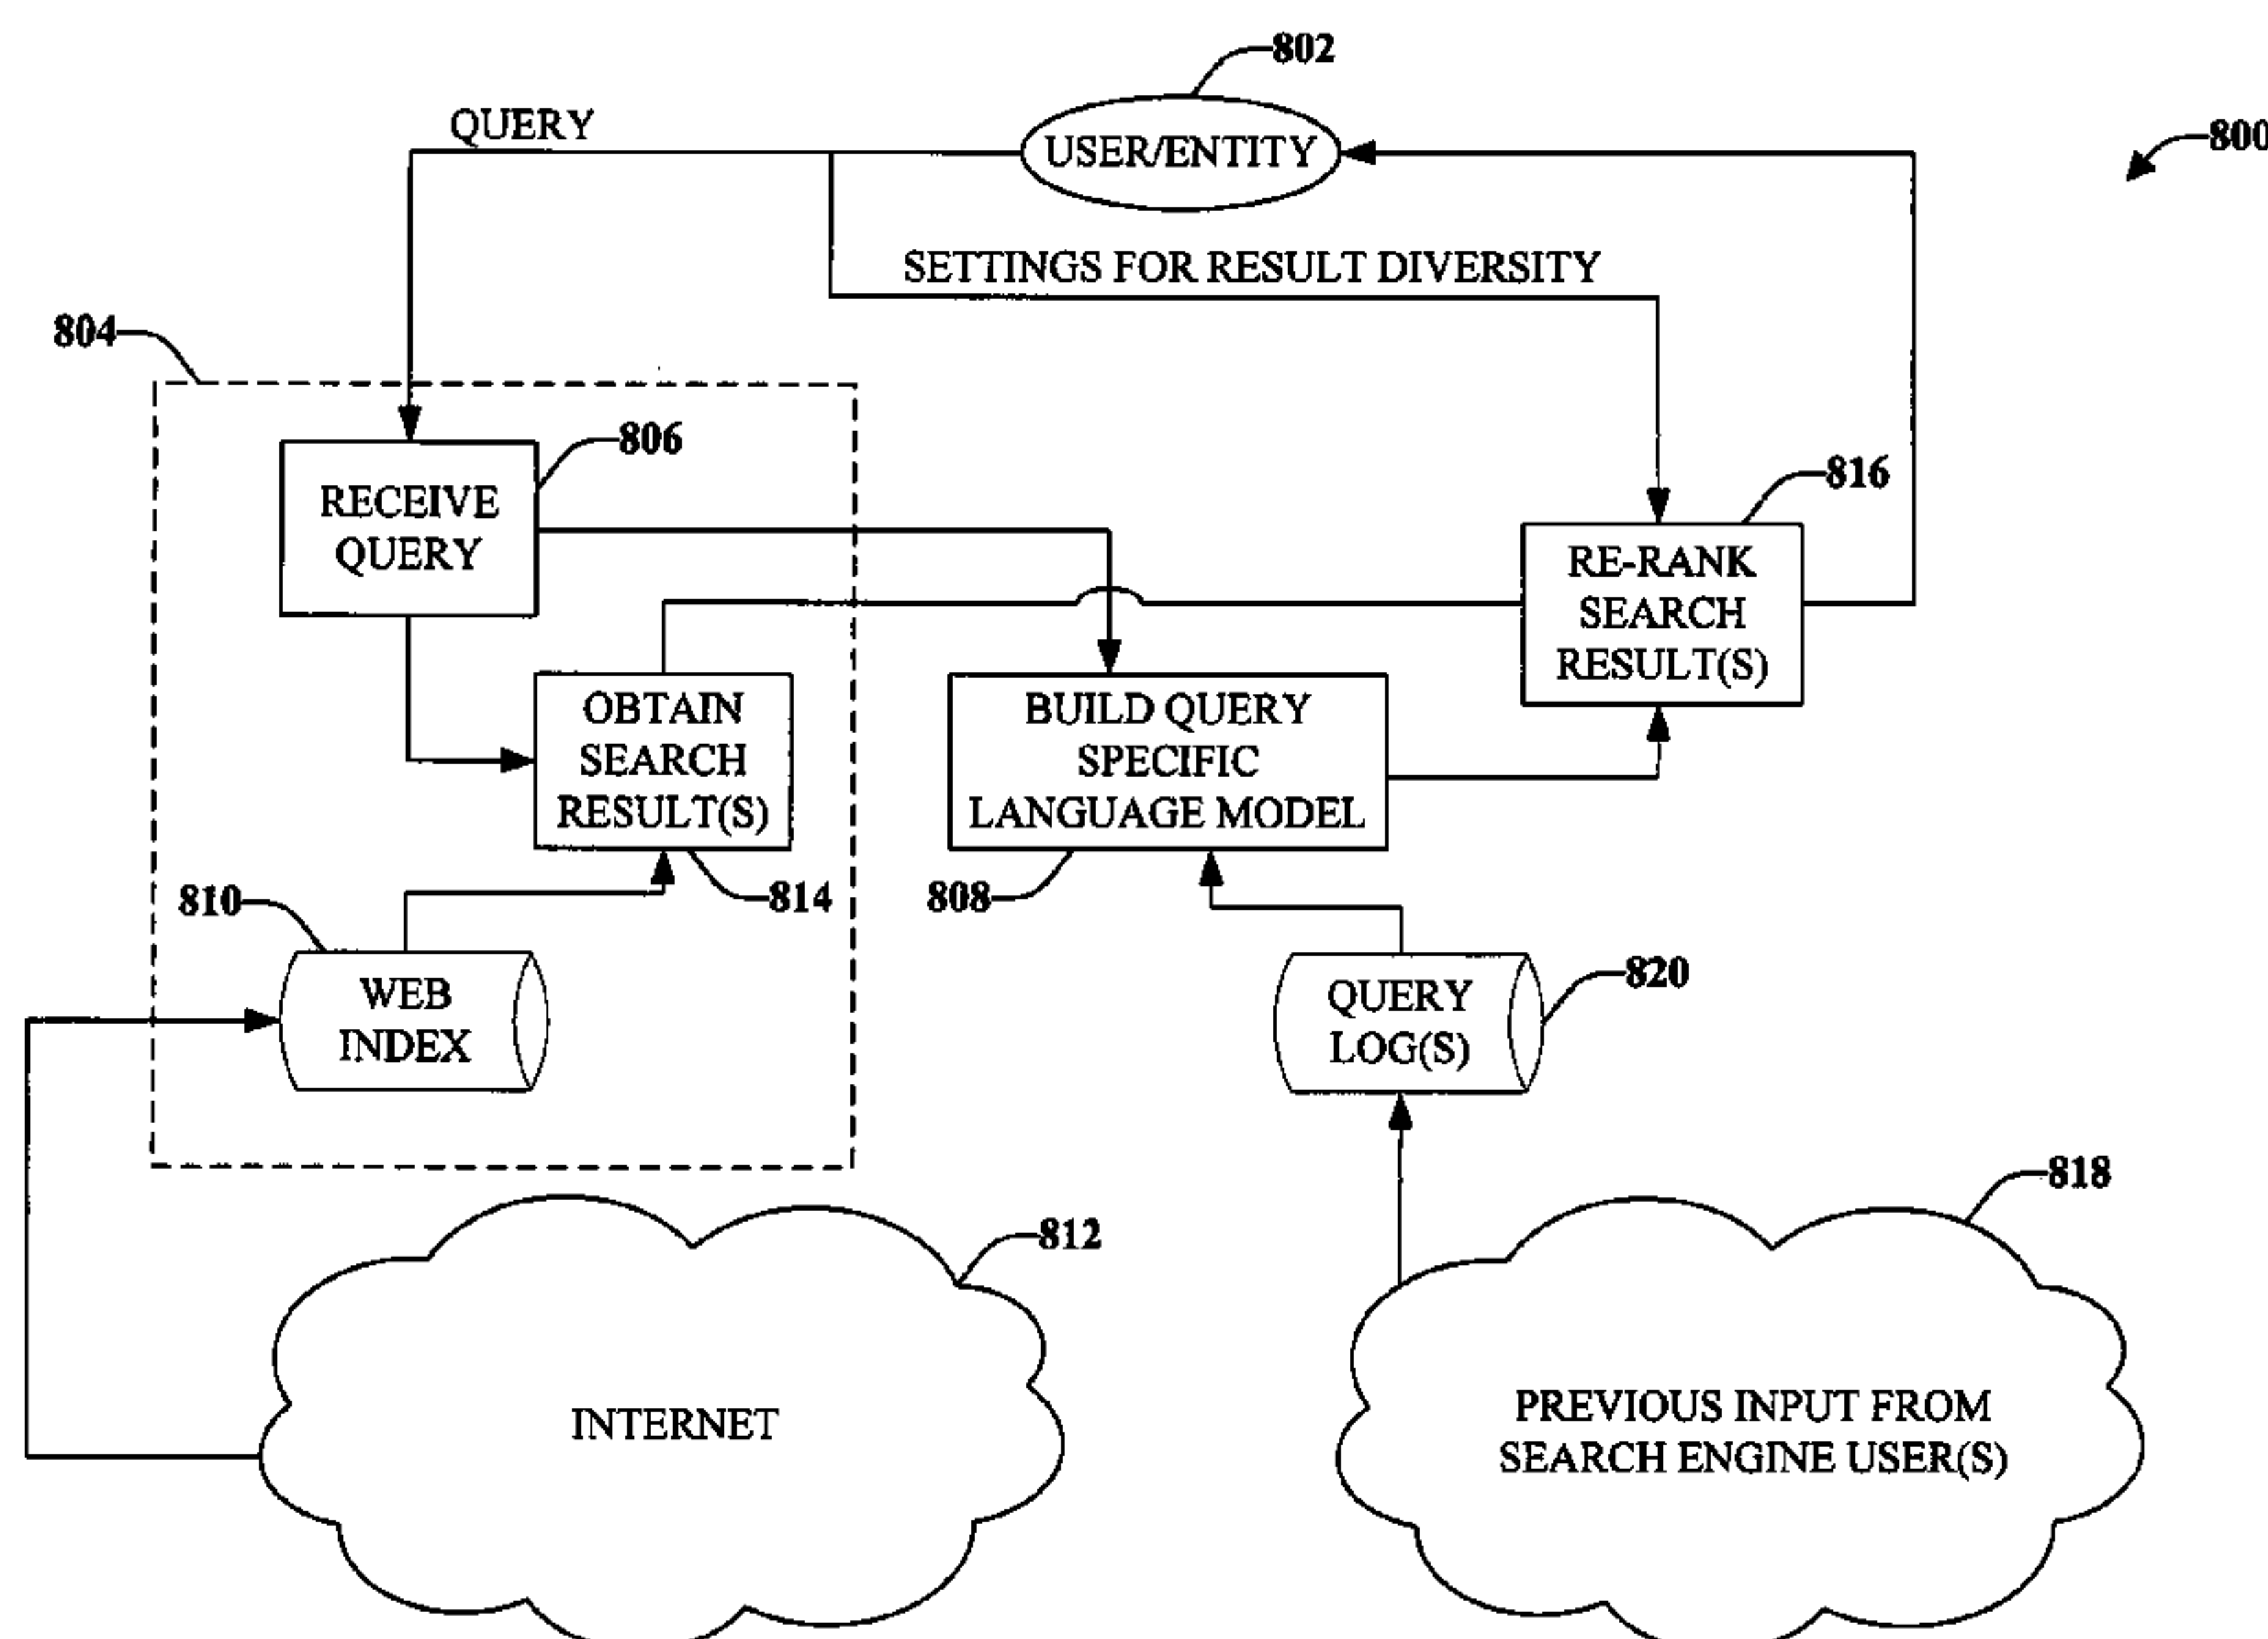 802
QUERY
USER/ENTITY
800
SETTINGS FOR RESULT DIVERSITY
804
806
816
RECEIVE
QUERY
RE-RANK
SEARCH
RESULT(S)
OBTAIN
SEARCH
RESULT(S)
BUILD QUERY
SPECIFIC
LANGUAGE MODEL
810
814
808
WEB
INDEX
QUERY
LOG(S)
820
818
812
INTERNET
PREVIOUS INPUT FROM
SEARCH ENGINE USER(S)